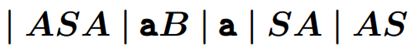 | ASA | aB | a | SA | AS